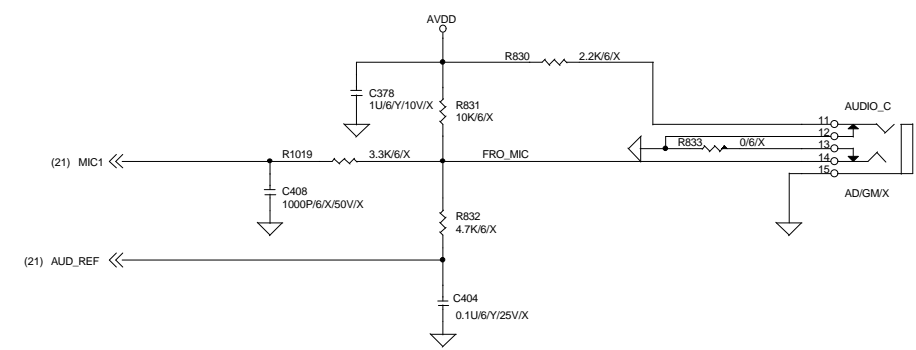 AVDD
R830 2.2K/6/X
C378
1U/6/Y/10V/X
R831
10K/6/X
AUDIO_C
11
12
R833 0/6/X 13
(21) MIC1 R1019 3.3K/6/X FRO_MIC 14
15
C408
1000P/6/X/50V/X
AD/GM/X
R832
4.7K/6/X
(21) AUD_REF
C404
0.1U/6/Y/25V/X